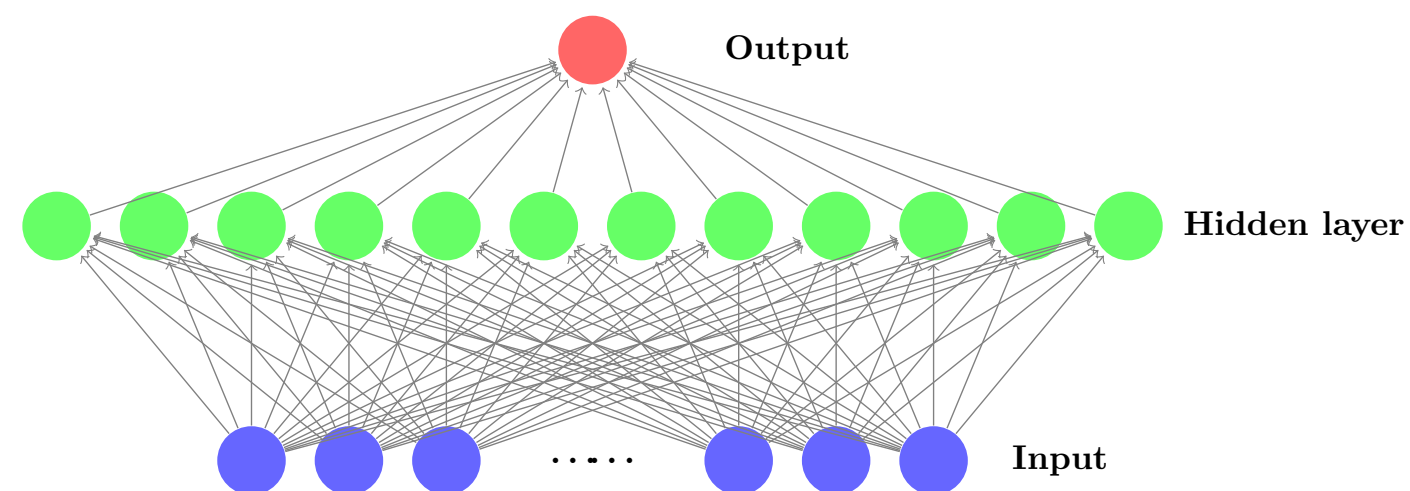 Output
Hidden layer
...... Input